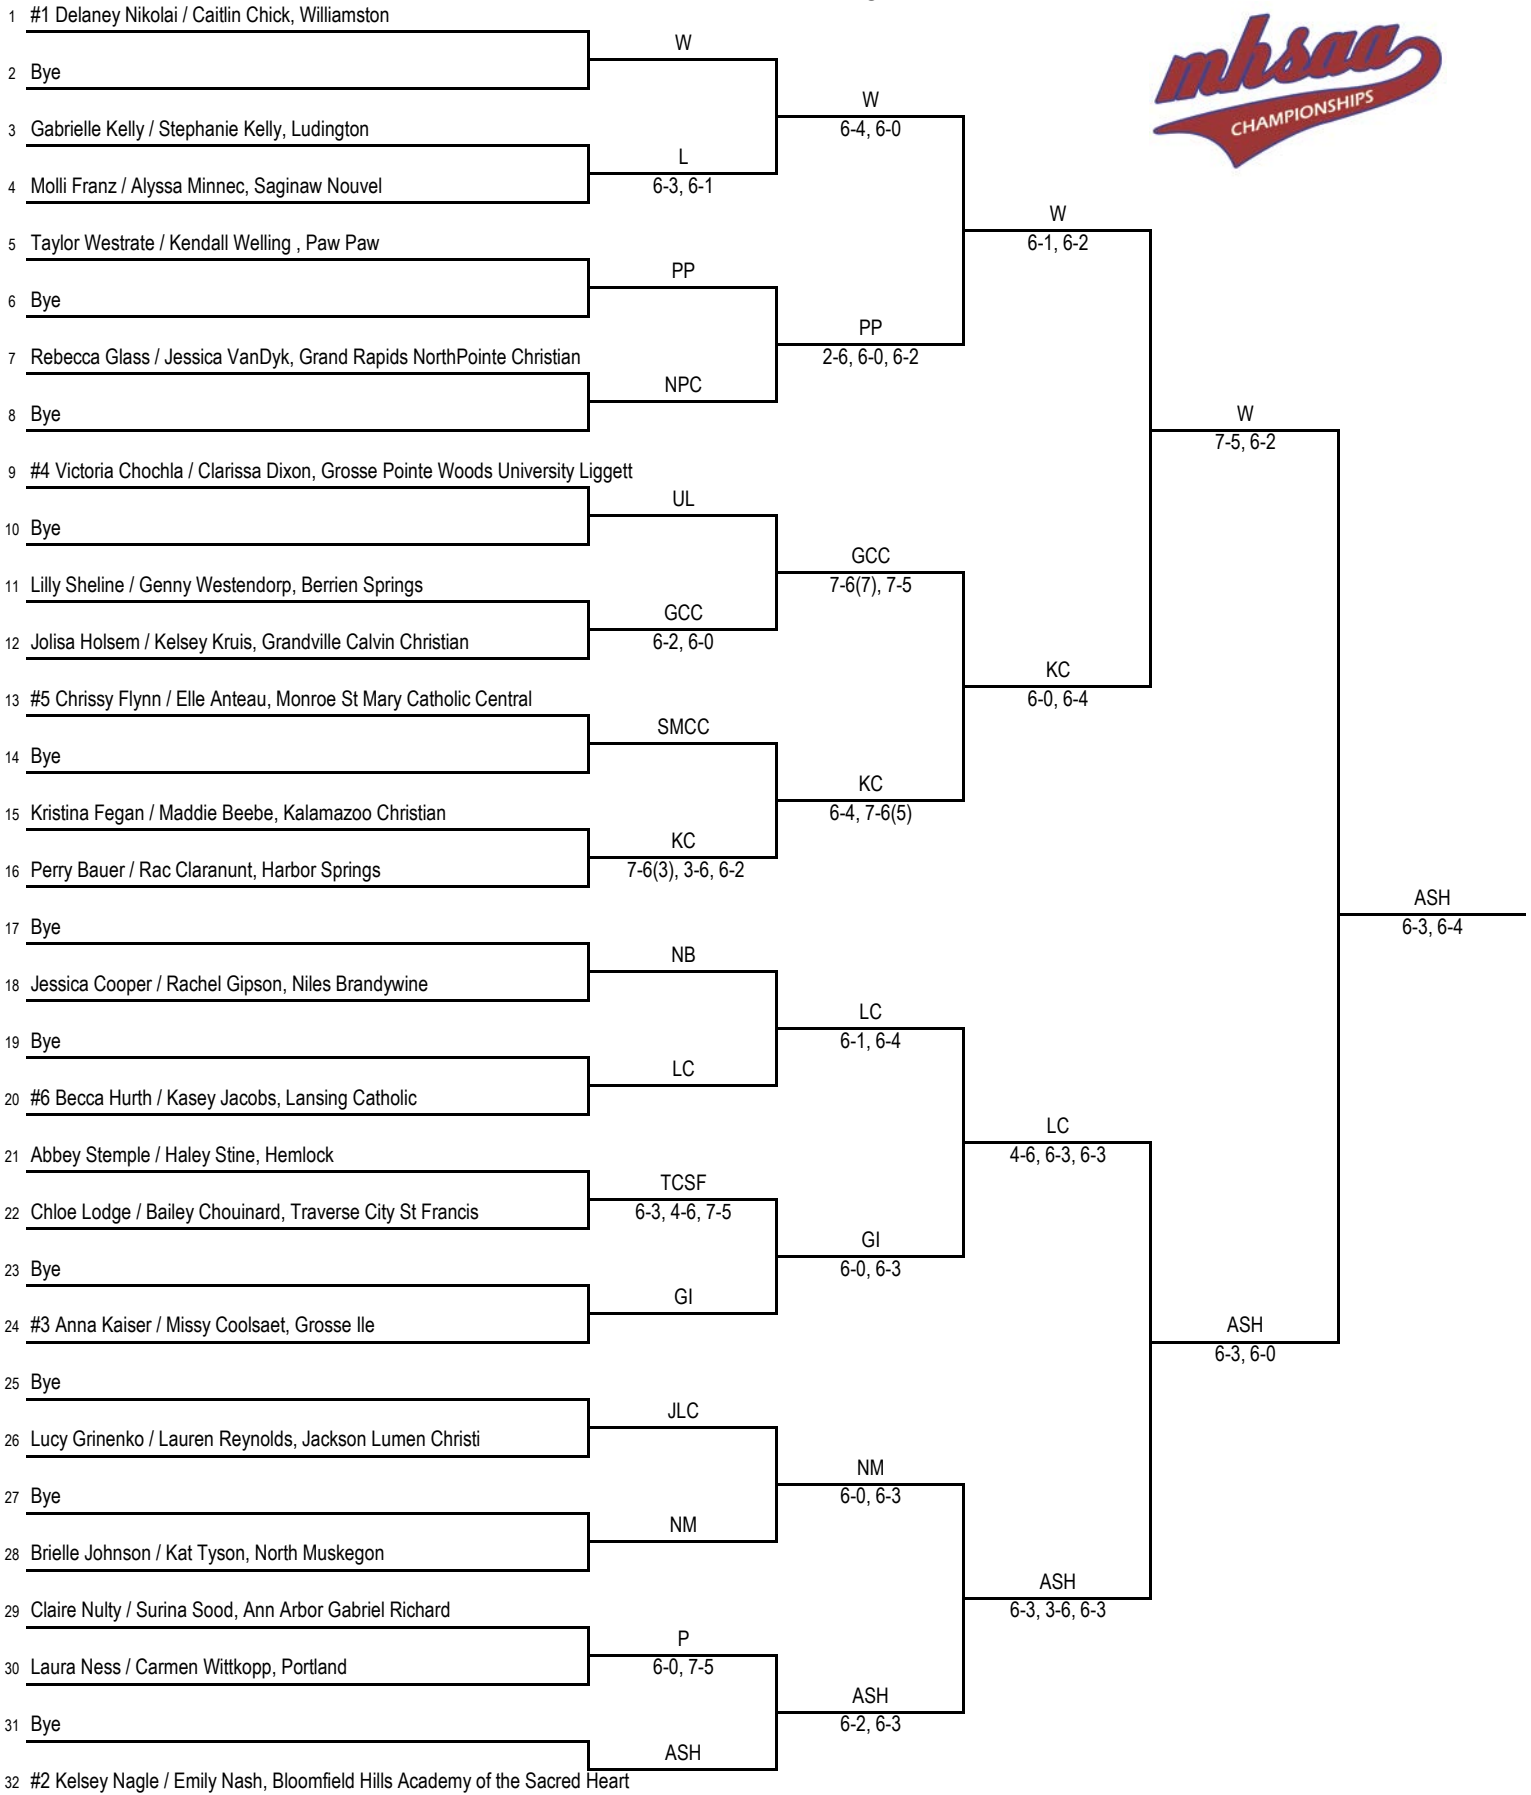 1 #1 Delaney Nikolai / Caitlin Chick, Williamston
W
2 Bye
W
6-4, 6-0
3 Gabrielle Kelly / Stephanie Kelly, Ludington
L
6-3, 6-1
4 Molli Franz / Alyssa Minnec, Saginaw Nouvel
W
6-1, 6-2
5 Taylor Westrate / Kendall Welling , Paw Paw
PP
6 Bye
PP
2-6, 6-0, 6-2
7 Rebecca Glass / Jessica VanDyk, Grand Rapids NorthPointe Christian
NPC
8 Bye
W
7-5, 6-2
9 #4 Victoria Chochla / Clarissa Dixon, Grosse Pointe Woods University Liggett
UL
10 Bye
GCC
7-6(7), 7-5
11 Lilly Sheline / Genny Westendorp, Berrien Springs
GCC
6-2, 6-0
12 Jolisa Holsem / Kelsey Kruis, Grandville Calvin Christian
KC
6-0, 6-4
13 #5 Chrissy Flynn / Elle Anteau, Monroe St Mary Catholic Central
SMCC
14 Bye
KC
6-4, 7-6(5)
15 Kristina Fegan / Maddie Beebe, Kalamazoo Christian
KC
7-6(3), 3-6, 6-2
16 Perry Bauer / Rac Claranunt, Harbor Springs
ASH
6-3, 6-4
17 Bye
NB
18 Jessica Cooper / Rachel Gipson, Niles Brandywine
LC
6-1, 6-4
19 Bye
LC
20 #6 Becca Hurth / Kasey Jacobs, Lansing Catholic
LC
4-6, 6-3, 6-3
21 Abbey Stemple / Haley Stine, Hemlock
TCSF
6-3, 4-6, 7-5
22 Chloe Lodge / Bailey Chouinard, Traverse City St Francis
GI
6-0, 6-3
23 Bye
GI
24 #3 Anna Kaiser / Missy Coolsaet, Grosse Ile
ASH
6-3, 6-0
25 Bye
JLC
26 Lucy Grinenko / Lauren Reynolds, Jackson Lumen Christi
NM
6-0, 6-3
27 Bye
NM
28 Brielle Johnson / Kat Tyson, North Muskegon
ASH
6-3, 3-6, 6-3
29 Claire Nulty / Surina Sood, Ann Arbor Gabriel Richard
P
6-0, 7-5
30 Laura Ness / Carmen Wittkopp, Portland
ASH
6-2, 6-3
31 Bye
ASH
32 #2 Kelsey Nagle / Emily Nash, Bloomfield Hills Academy of the Sacred Heart
mhsaa
CHAMPIONSHIPS